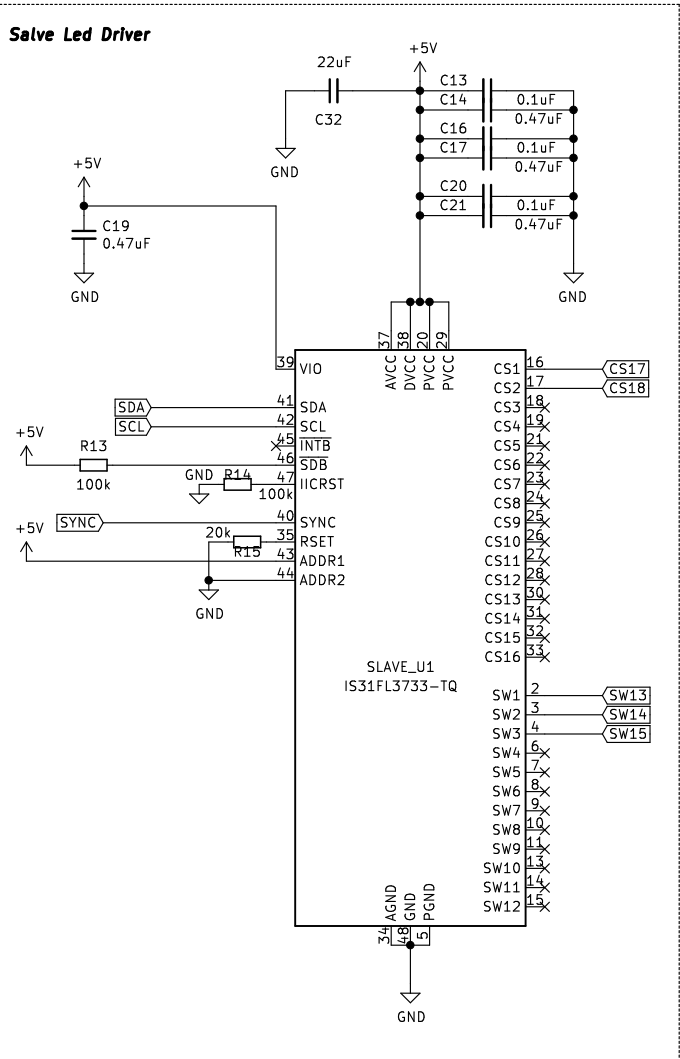 Salve Led Driver
+5V
22uF
C32
GND
C13
C14
0.1uF
0.47uF
C16
C17
0.1uF
0.47uF
C20
C21
0.1uF
0.47uF
GND
+5V
C19
0.47uF
GND
37
38
20
29
AVCC
DVCC
PVCC
PVCC
39 VIO
SDA 41 SDA
SCL 42 SCL
45 INTB
+5V
R13
100k
46 SDB
GND
R14
100k
47 IICRST
SYNC 40 SYNC
20k
R15
35 RSET
+5V
43 ADDR1
44 ADDR2
GND
CS1 16 CS17
CS2 17 CS18
CS3 18
CS4 19
CS5 21
CS6 22
CS7 23
CS8 24
CS9 25
CS10 26
CS11 27
CS12 28
CS13 30
CS14 31
CS15 32
CS16 33
SLAVE_U1
IS31FL3733-TQ
SW1 2 SW13
SW2 3 SW14
SW3 4 SW15
SW4 6
SW5 7
SW6 8
SW7 9
SW8 10
SW9 11
SW10 13
SW11 14
SW12 15
AGND
GND
PGND
34
48
5
GND